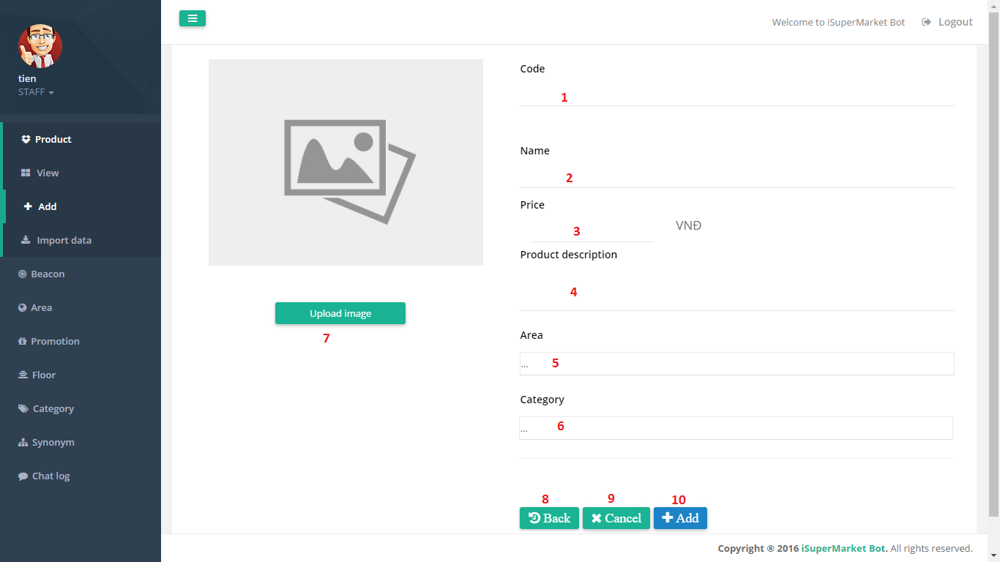 Welcome to iSuperMarket Bot
Logout
tien
STAFF
Product
View
Add
Import data
Beacon
Area
Promotion
Floor
Category
Synonym
Chat log
Upload image
7
Code
1
Name
2
Price
3
VNĐ
Product description
4
Area
... 5
Category
... 6
8 9 10
Back Cancel Add
Copyright ® 2016 iSuperMarket Bot. All rights reserved.